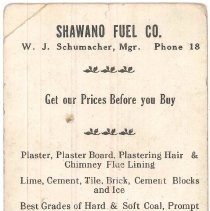 SHAWANO FUEL CO.
W. J. Schumacher, Mgr. Phone 18
Get our Prices Before you Buy
Plaster, Plaster Board, Plastering Hair &
Chimney Flue Lining
Lime, Cement, Tile, Brick, Cement Blocks
and Ice
Best Grades of Hard & Soft Coal, Prompt